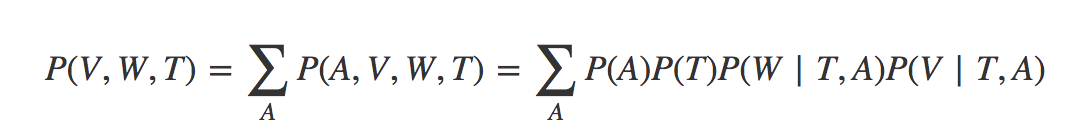 P(V, W, T) = ∑_A P(A, V, W, T) = ∑_A P(A)P(T)P(W | T, A)P(V | T, A)